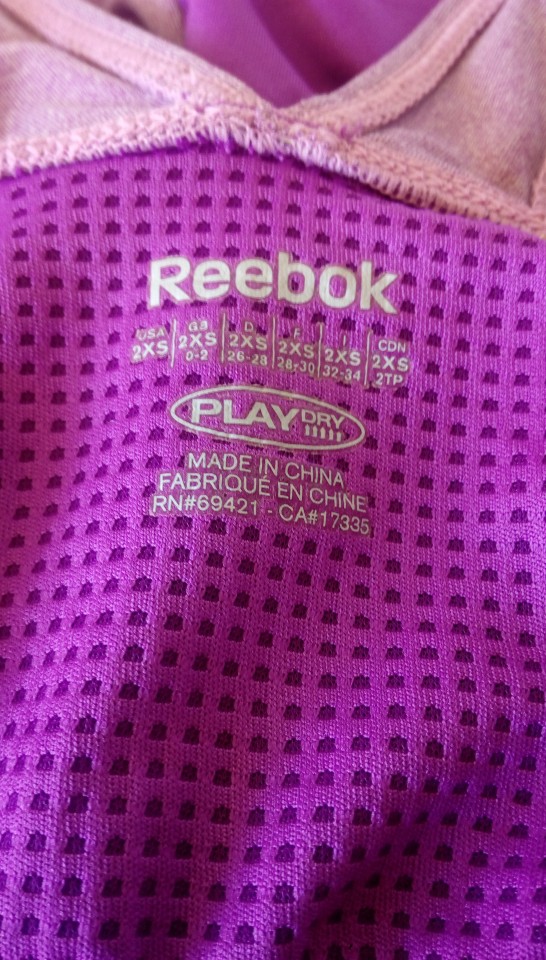 Reebok
USA GB D F I CDN
2XS 2XS 2XS 2XS 2XS 2XS
0-2 26-28 28-30 32-34 2TP
PLAY DRY
MADE IN CHINA
FABRIQUÉ EN CHINE
RN#69421 - CA#17335